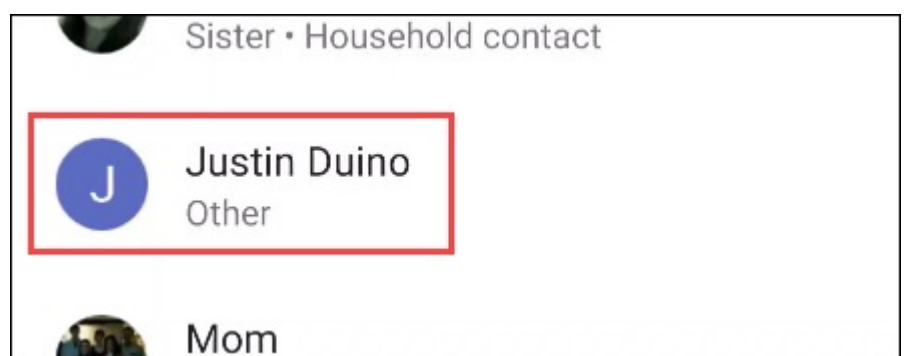 Sister • Household contact
J
Justin Duino
Other
Mom